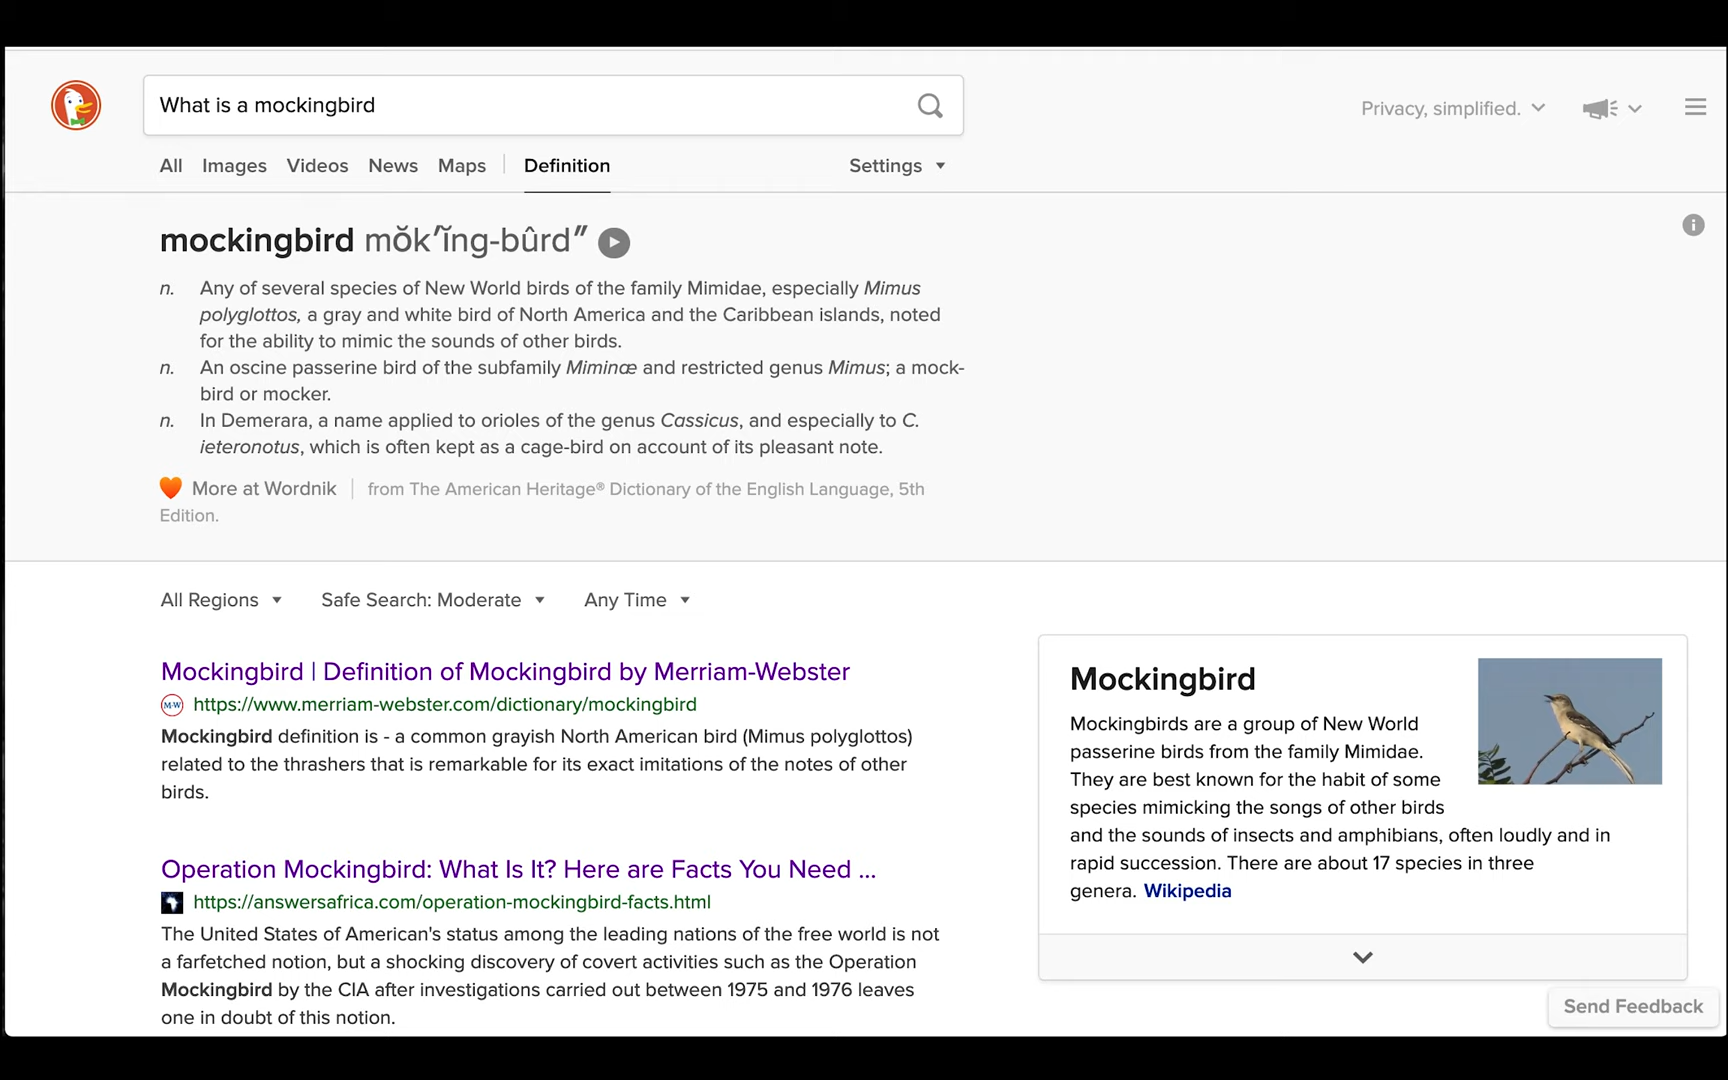 What is a mockingbird
Privacy, simplified.
All Images Videos News Maps Definition Settings
mockingbird mŏk′ĭng-bûrd″
n. Any of several species of New World birds of the family Mimidae, especially Mimus
polyglottos, a gray and white bird of North America and the Caribbean islands, noted
for the ability to mimic the sounds of other birds.
n. An oscine passerine bird of the subfamily Miminæ and restricted genus Mimus; a mock-
bird or mocker.
n. In Demerara, a name applied to orioles of the genus Cassicus, and especially to C.
ieteronotus, which is often kept as a cage-bird on account of its pleasant note.
More at Wordnik from The American Heritage® Dictionary of the English Language, 5th
Edition.
All Regions Safe Search: Moderate Any Time
Mockingbird | Definition of Mockingbird by Merriam-Webster
M-W https://www.merriam-webster.com/dictionary/mockingbird
Mockingbird definition is - a common grayish North American bird (Mimus polyglottos)
related to the thrashers that is remarkable for its exact imitations of the notes of other
birds.
Operation Mockingbird: What Is It? Here are Facts You Need ...
https://answersafrica.com/operation-mockingbird-facts.html
The United States of American's status among the leading nations of the free world is not
a farfetched notion, but a shocking discovery of covert activities such as the Operation
Mockingbird by the CIA after investigations carried out between 1975 and 1976 leaves
one in doubt of this notion.
Mockingbird
Mockingbirds are a group of New World
passerine birds from the family Mimidae.
They are best known for the habit of some
species mimicking the songs of other birds
and the sounds of insects and amphibians, often loudly and in
rapid succession. There are about 17 species in three
genera. Wikipedia
Send Feedback